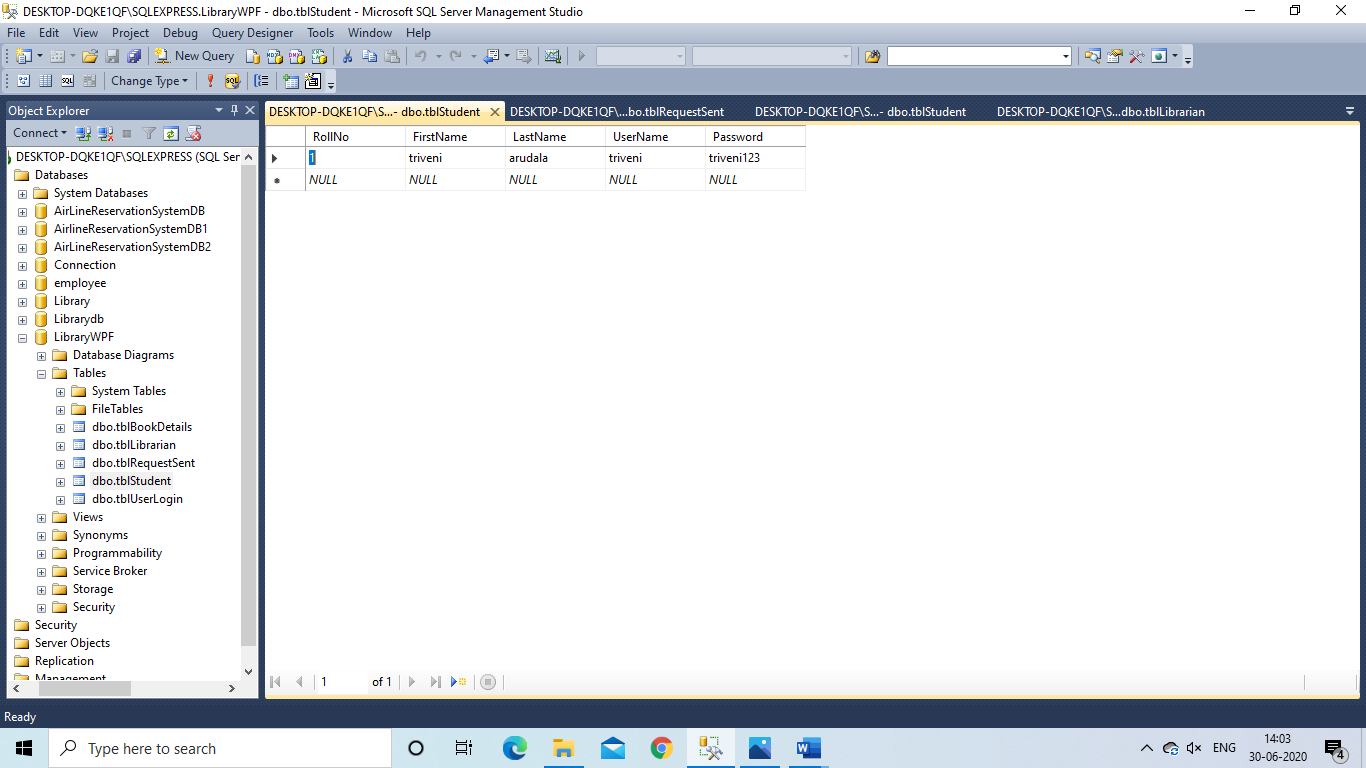 DESKTOP-DQKE1QF\SQLEXPRESS.LibraryWPF - dbo.tblStudent - Microsoft SQL Server Management Studio
File Edit View Project Debug Query Designer Tools Window Help
New Query
Change Type
Object Explorer
Connect
DESKTOP-DQKE1QF\SQLEXPRESS (SQL Ser
Databases
System Databases
AirLineReservationSystemDB
AirlineReservationSystemDB1
AirLineReservationSystemDB2
Connection
employee
Library
Librarydb
LibraryWPF
Database Diagrams
Tables
System Tables
FileTables
dbo.tblBookDetails
dbo.tblLibrarian
dbo.tblRequestSent
dbo.tblStudent
dbo.tblUserLogin
Views
Synonyms
Programmability
Service Broker
Storage
Security
Security
Server Objects
Replication
Management
DESKTOP-DQKE1QF\S...- dbo.tblStudent DESKTOP-DQKE1QF\...bo.tblRequestSent DESKTOP-DQKE1QF\S...- dbo.tblStudent DESKTOP-DQKE1QF\S...dbo.tblLibrarian
RollNo FirstName LastName UserName Password
1 triveni arudala triveni triveni123
NULL NULL NULL NULL NULL
1 of 1
Ready
Type here to search
ENG
14:03
30-06-2020
4